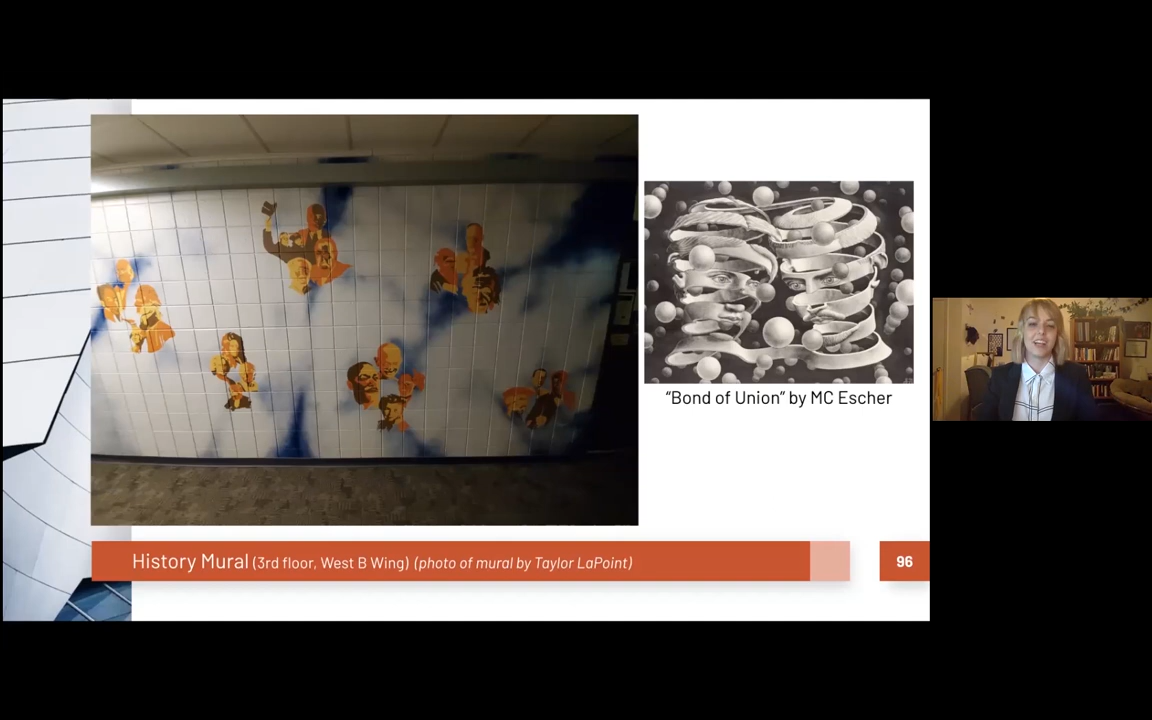 "Bond of Union" by MC Escher
History Mural (3rd floor, West B Wing) (photo of mural by Taylor LaPoint)
96